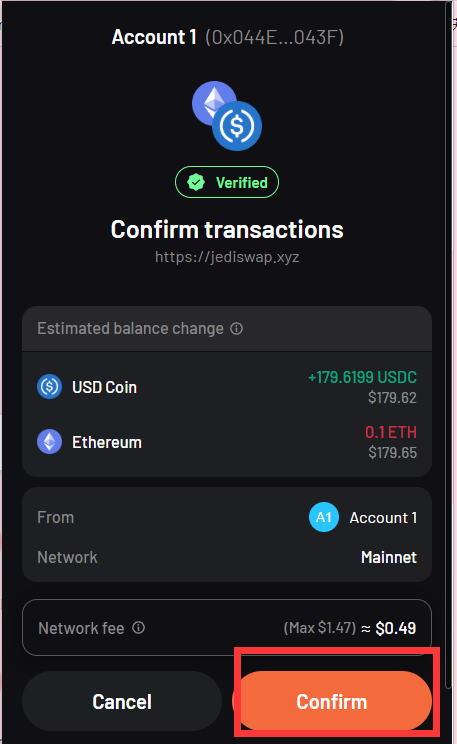 Account 1 (0x044E...043F)
Verified
Confirm transactions
https://jediswap.xyz
Estimated balance change
USD Coin
+179.6199 USDC
$179.62
Ethereum
0.1 ETH
$179.65
From
A1 Account 1
Network
Mainnet
Network fee
(Max $1.47) ≈ $0.49
Cancel
Confirm